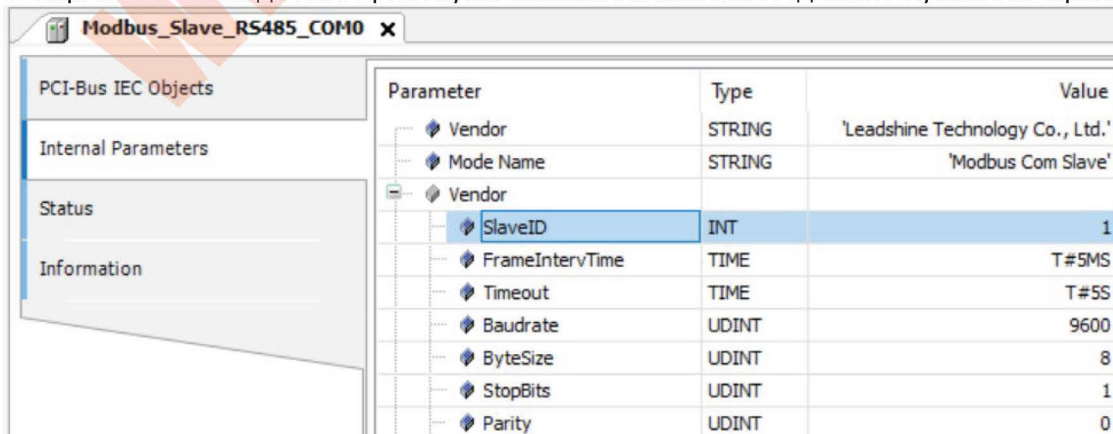 Modbus_Slave_RS485_COM0 X
PCI-Bus IEC Objects
Internal Parameters
Status
Information
Parameter Type Value
Vendor STRING 'Leadshine Technology Co., Ltd.'
Mode Name STRING 'Modbus Com Slave'
Vendor
SlaveID INT 1
FrameIntervTime TIME T#5MS
Timeout TIME T#5S
Baudrate UDINT 9600
ByteSize UDINT 8
StopBits UDINT 1
Parity UDINT 0